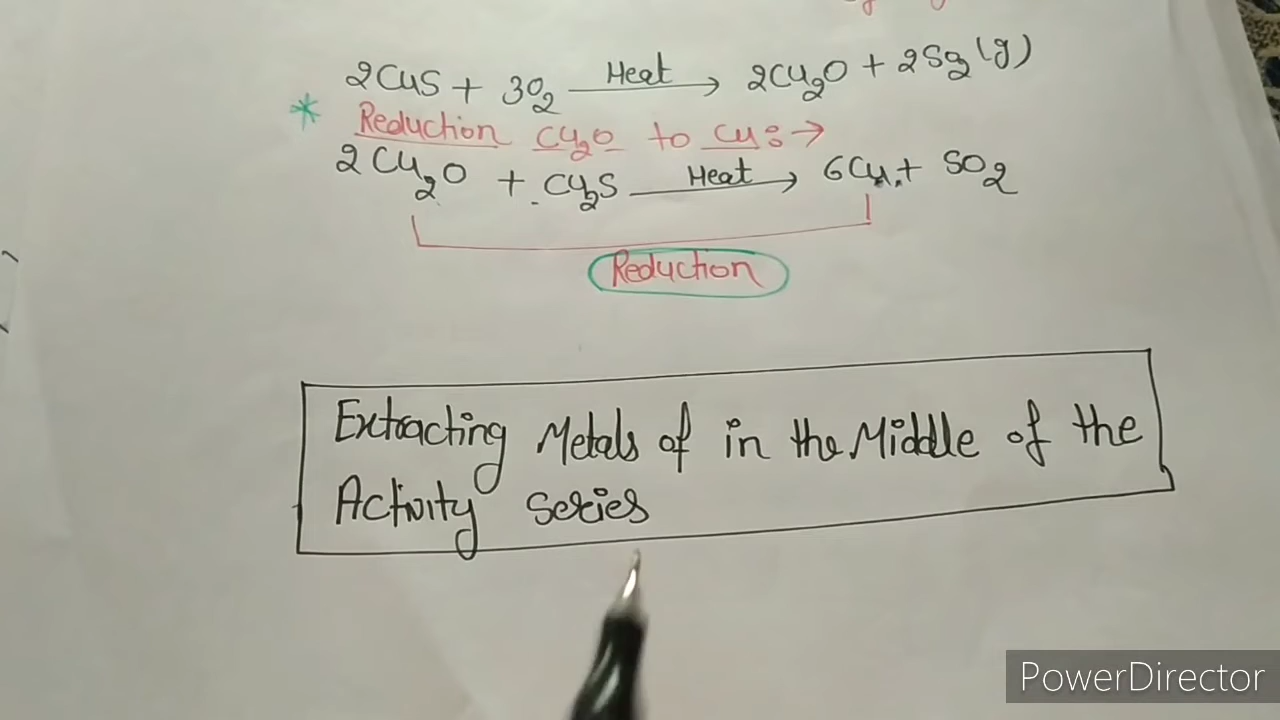 2CuS + 3O2 Heat → 2Cu2O + 2SO2(g)
* Reduction Cu2O to Cu:→
2Cu2O + Cu2S Heat → 6Cu + SO2
Reduction
Extracting Metals of in the Middle of the
Activity Series
PowerDirector